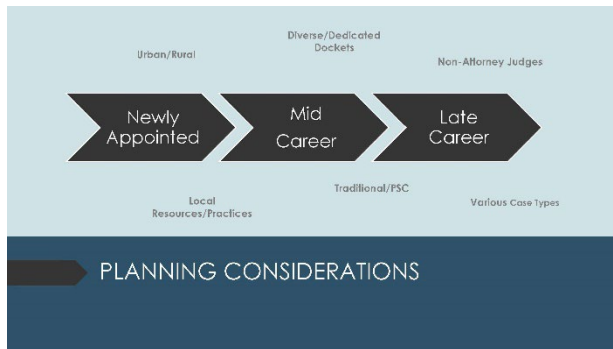 Diverse/Dedicated
Dockets
Urban/Rural
Non-Attorney Judges
Newly
Appointed
Mid
Career
Late
Career
Traditional/PSC
Local
Resources/Practices
Various Case Types
PLANNING CONSIDERATIONS